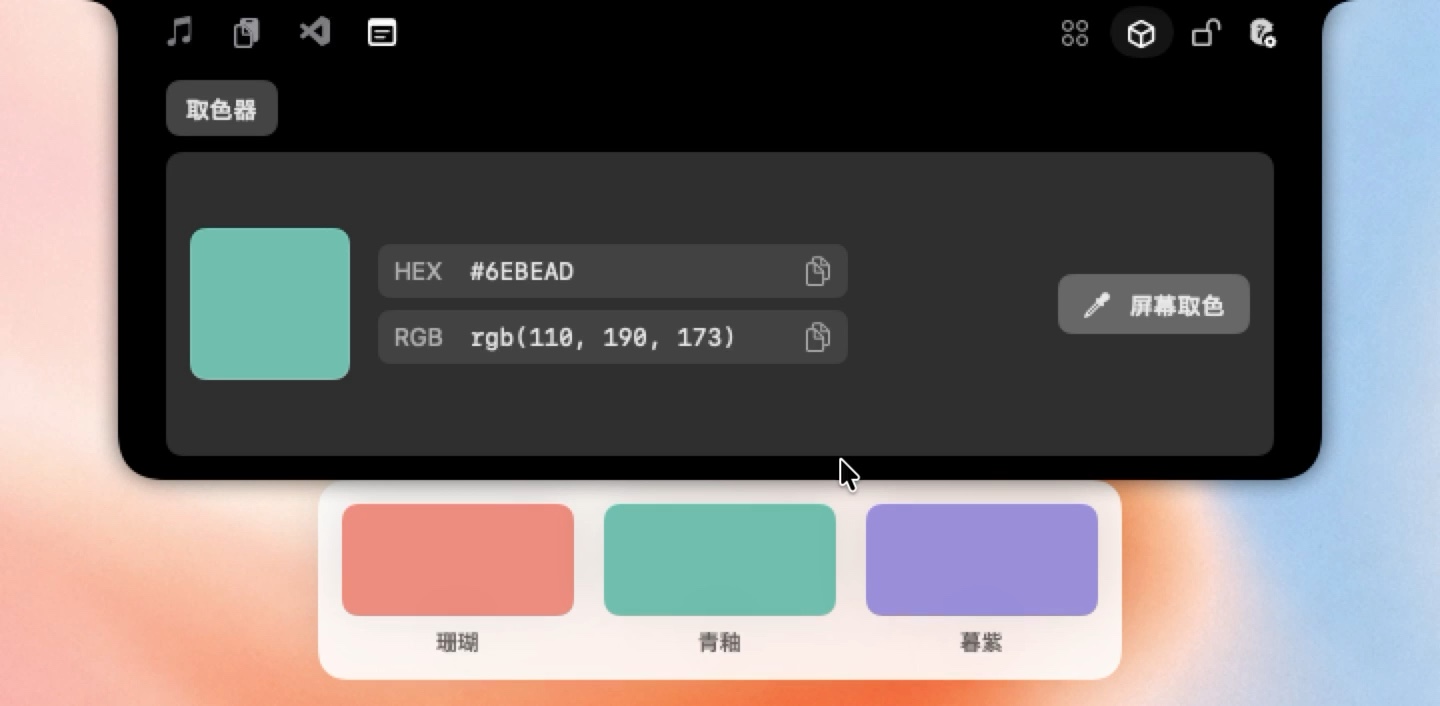 取色器
HEX #6EBEAD
RGB rgb(110, 190, 173)
屏幕取色
珊瑚
青釉
暮紫